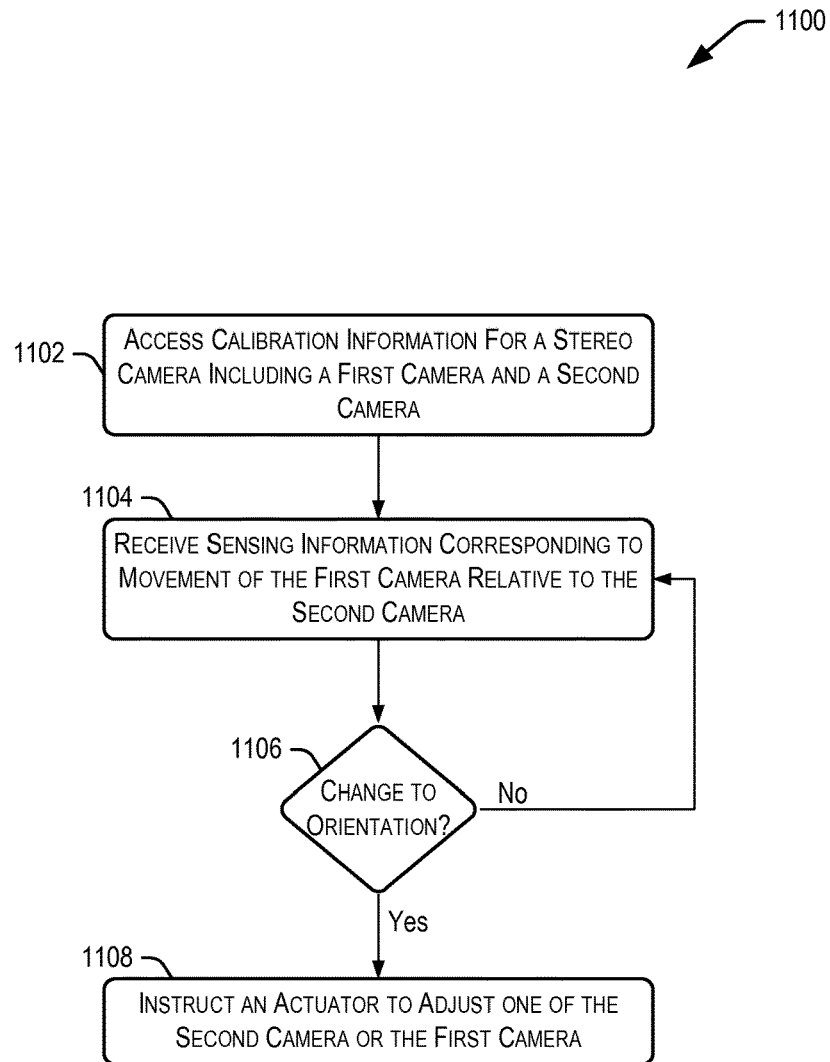 1100
1102
ACCESS CALIBRATION INFORMATION FOR A STEREO
CAMERA INCLUDING A FIRST CAMERA AND A SECOND
CAMERA
1104
RECEIVE SENSING INFORMATION CORRESPONDING TO
MOVEMENT OF THE FIRST CAMERA RELATIVE TO THE
SECOND CAMERA
1106
CHANGE TO
ORIENTATION?
No
Yes
1108
INSTRUCT AN ACTUATOR TO ADJUST ONE OF THE
SECOND CAMERA OR THE FIRST CAMERA